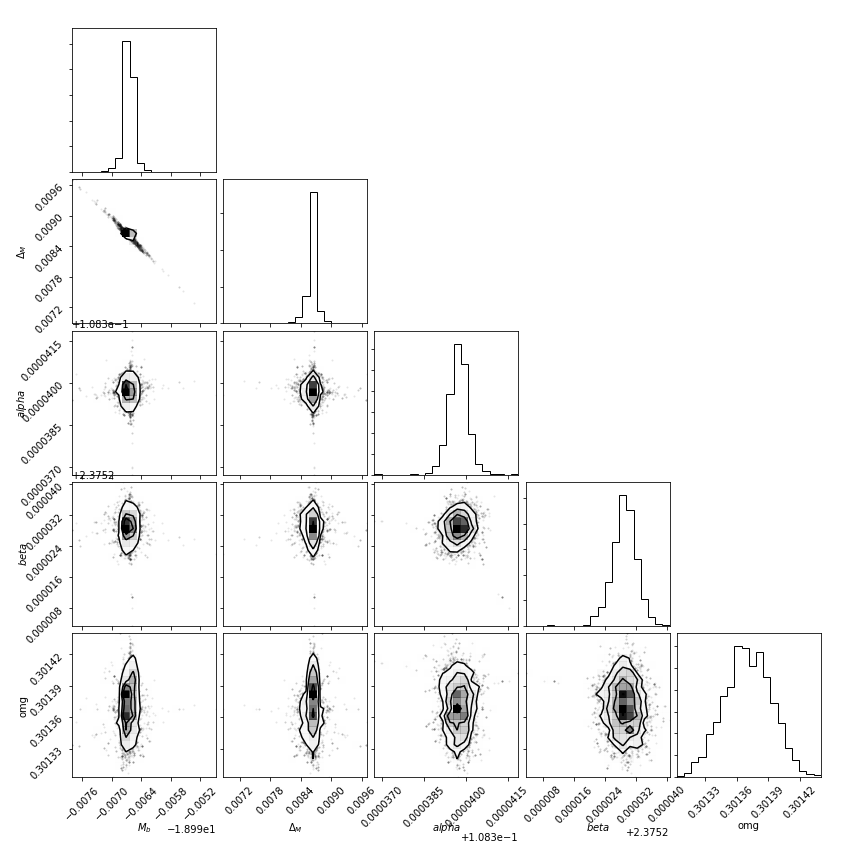 0.0096
0.0090
0.0084
0.0078
0.0072
Δ_M
+1.083e−1
0.0000415
0.0000400
0.0000385
0.0000370
alpha
+2.3752
0.000040
0.000032
0.000024
0.000016
0.000008
beta
0.30142
0.30139
0.30136
0.30133
omg
−0.0076 −0.0070 −0.0064 −0.0058 −0.0052
M_b −1.899e1
0.0072 0.0078 0.0084 0.0090 0.0096
Δ_M
0.0000370 0.0000385 0.0000400 0.0000415
alpha +1.083e−1
0.000008 0.000016 0.000024 0.000032 0.000040
beta +2.3752
0.30133 0.30136 0.30139 0.30142
omg